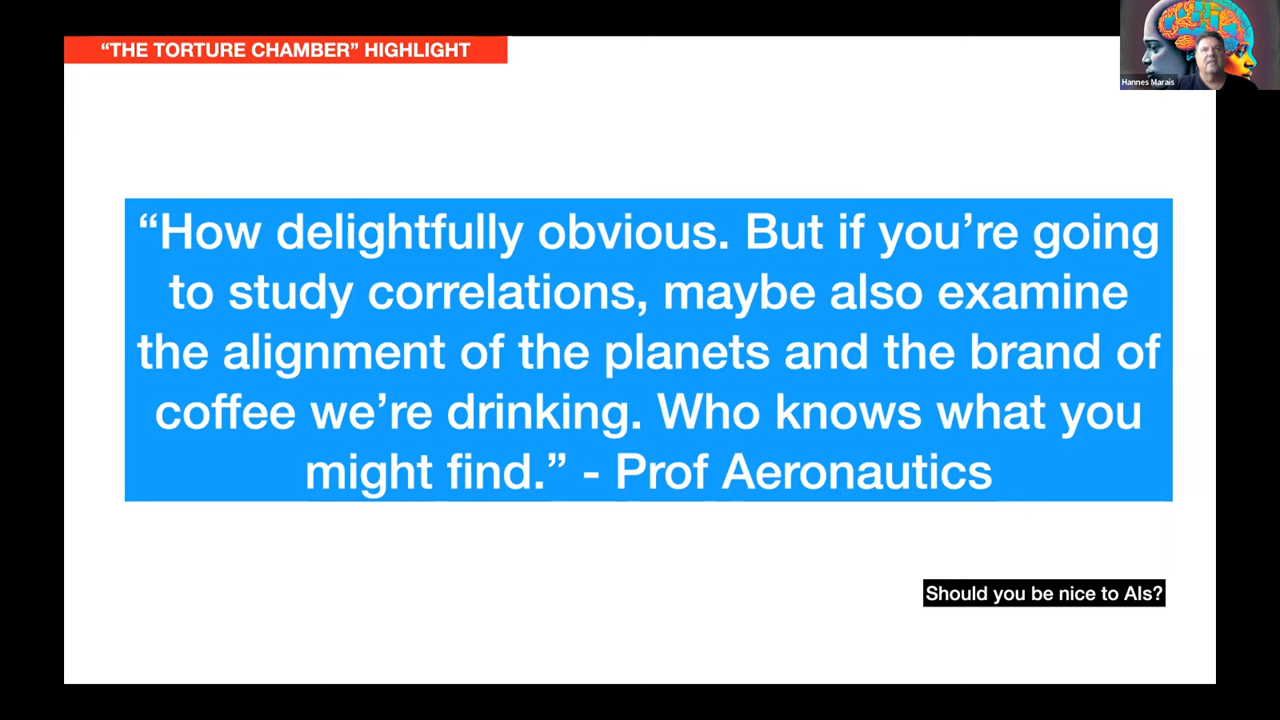 “THE TORTURE CHAMBER” HIGHLIGHT
Hannes Marais
“How delightfully obvious. But if you’re going
to study correlations, maybe also examine
the alignment of the planets and the brand of
coffee we’re drinking. Who knows what you
might find.” - Prof Aeronautics
Should you be nice to AIs?